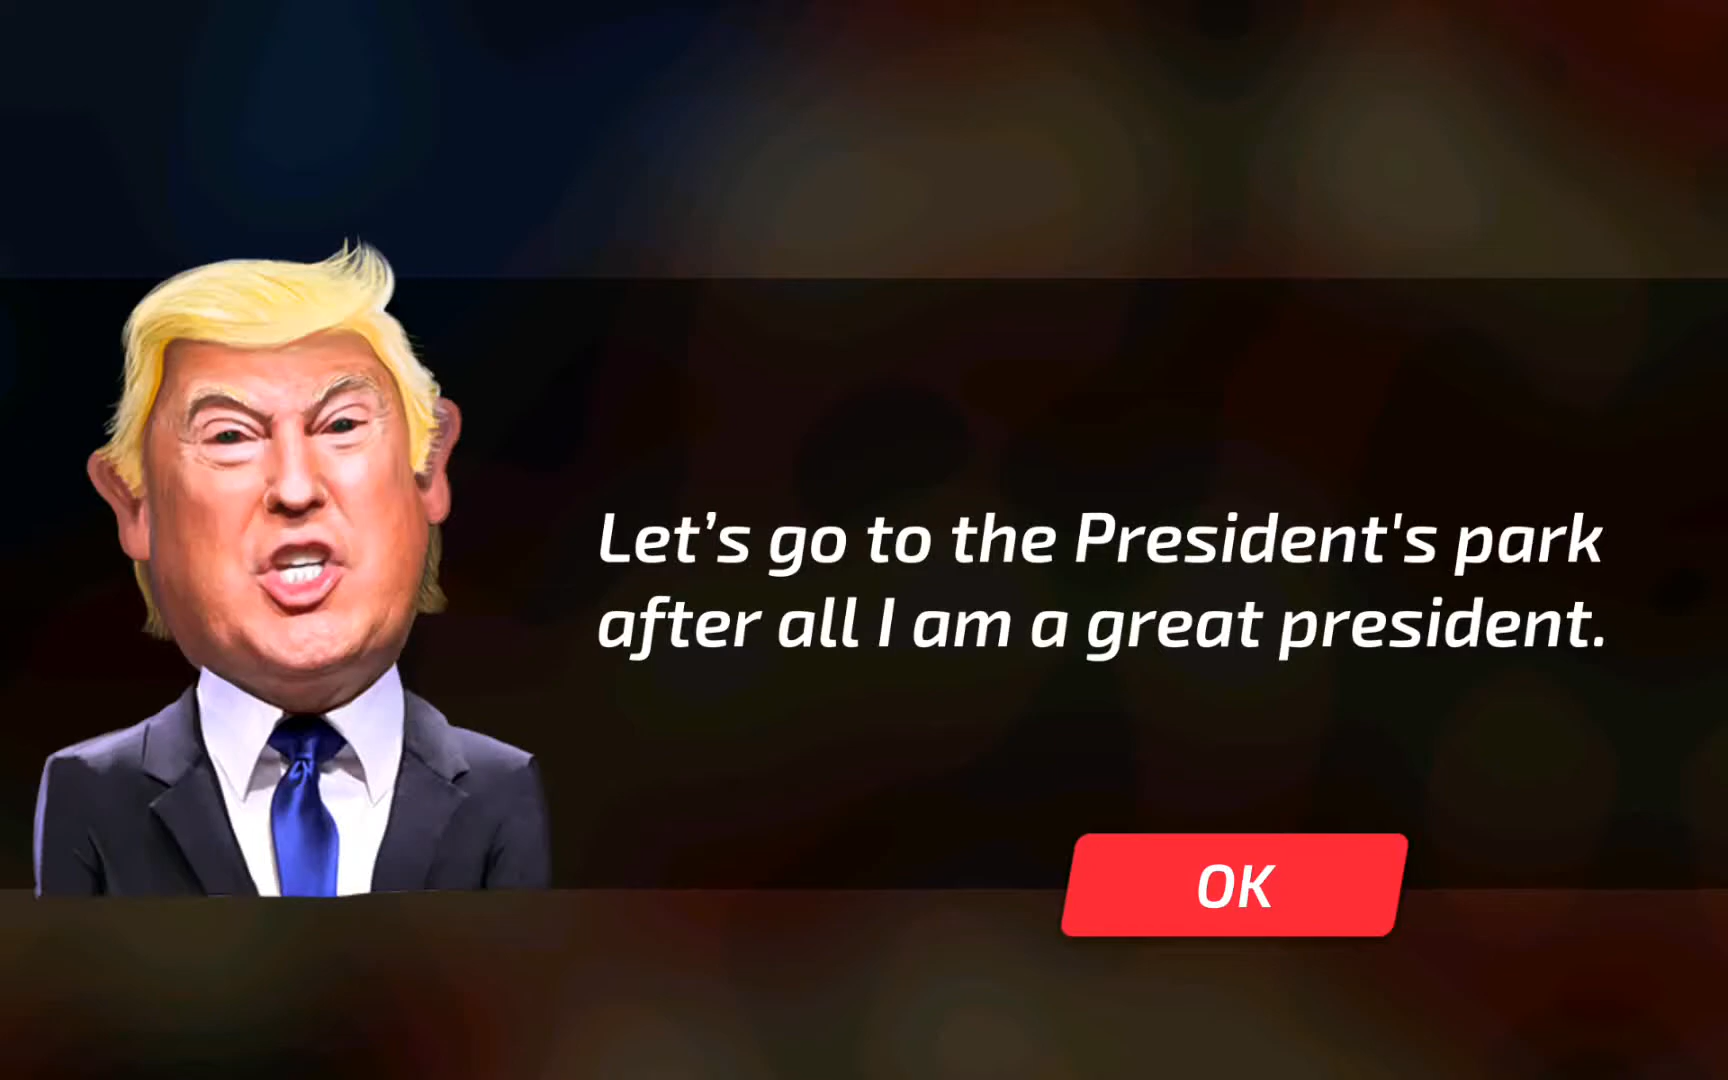 Let’s go to the President's park
after all I am a great president.
OK